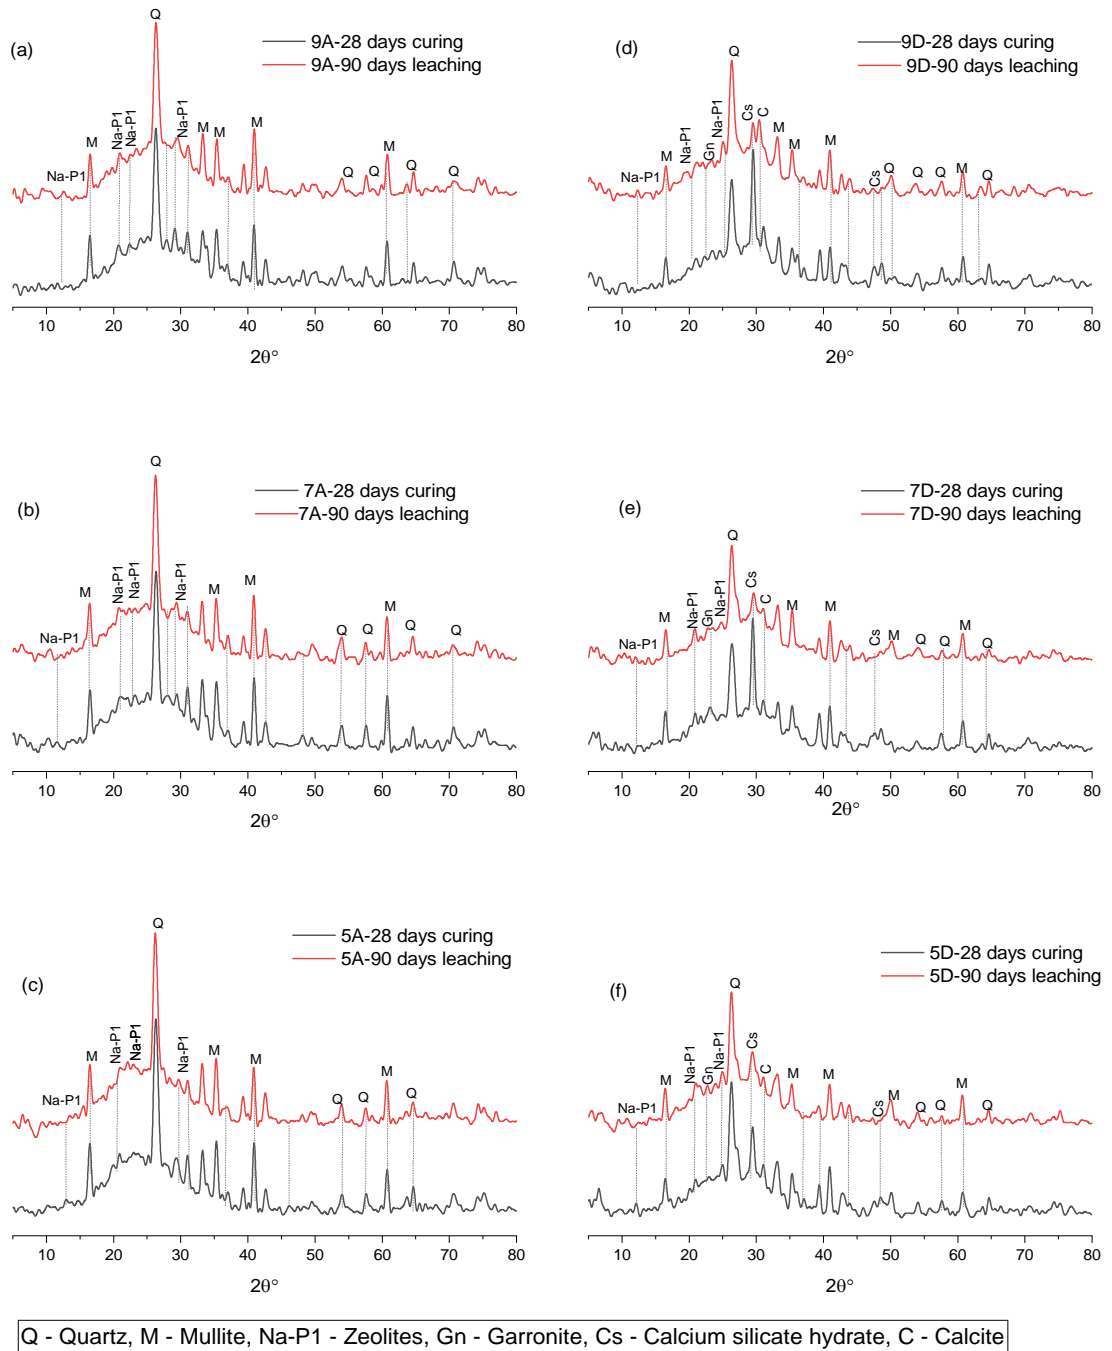 (a)
9A-28 days curing
9A-90 days leaching
Q
Na-P1
M
Na-P1
Na-P1
Na-P1
M
M
M
Q
Q
M
Q
Q
10 20 30 40 50 60 70 80
2θ°
(d)
9D-28 days curing
9D-90 days leaching
Q
Na-P1
M
Na-P1
Gn
Na-P1
Cs
C
M
M
M
Cs
Q
Q
Q
M
Q
10 20 30 40 50 60 70 80
2θ°
(b)
7A-28 days curing
7A-90 days leaching
Q
Na-P1
M
Na-P1
Na-P1
Na-P1
M
M
Q
Q
M
Q
Q
10 20 30 40 50 60 70 80
2θ°
(e)
7D-28 days curing
7D-90 days leaching
Q
Na-P1
M
Na-P1
Gn
Na-P1
Cs
C
M
M
Cs
M
Q
Q
M
Q
10 20 30 40 50 60 70 80
2θ°
(c)
5A-28 days curing
5A-90 days leaching
Q
Na-P1
M
Na-P1
Na-P1
Na-P1
M
M
Q
Q
M
Q
10 20 30 40 50 60 70 80
2θ°
(f)
5D-28 days curing
5D-90 days leaching
Q
Na-P1
M
Na-P1
Gn
Na-P1
Cs
C
M
M
Cs
M
Q
Q
M
Q
10 20 30 40 50 60 70 80
2θ°
Q - Quartz, M - Mullite, Na-P1 - Zeolites, Gn - Garronite, Cs - Calcium silicate hydrate, C - Calcite